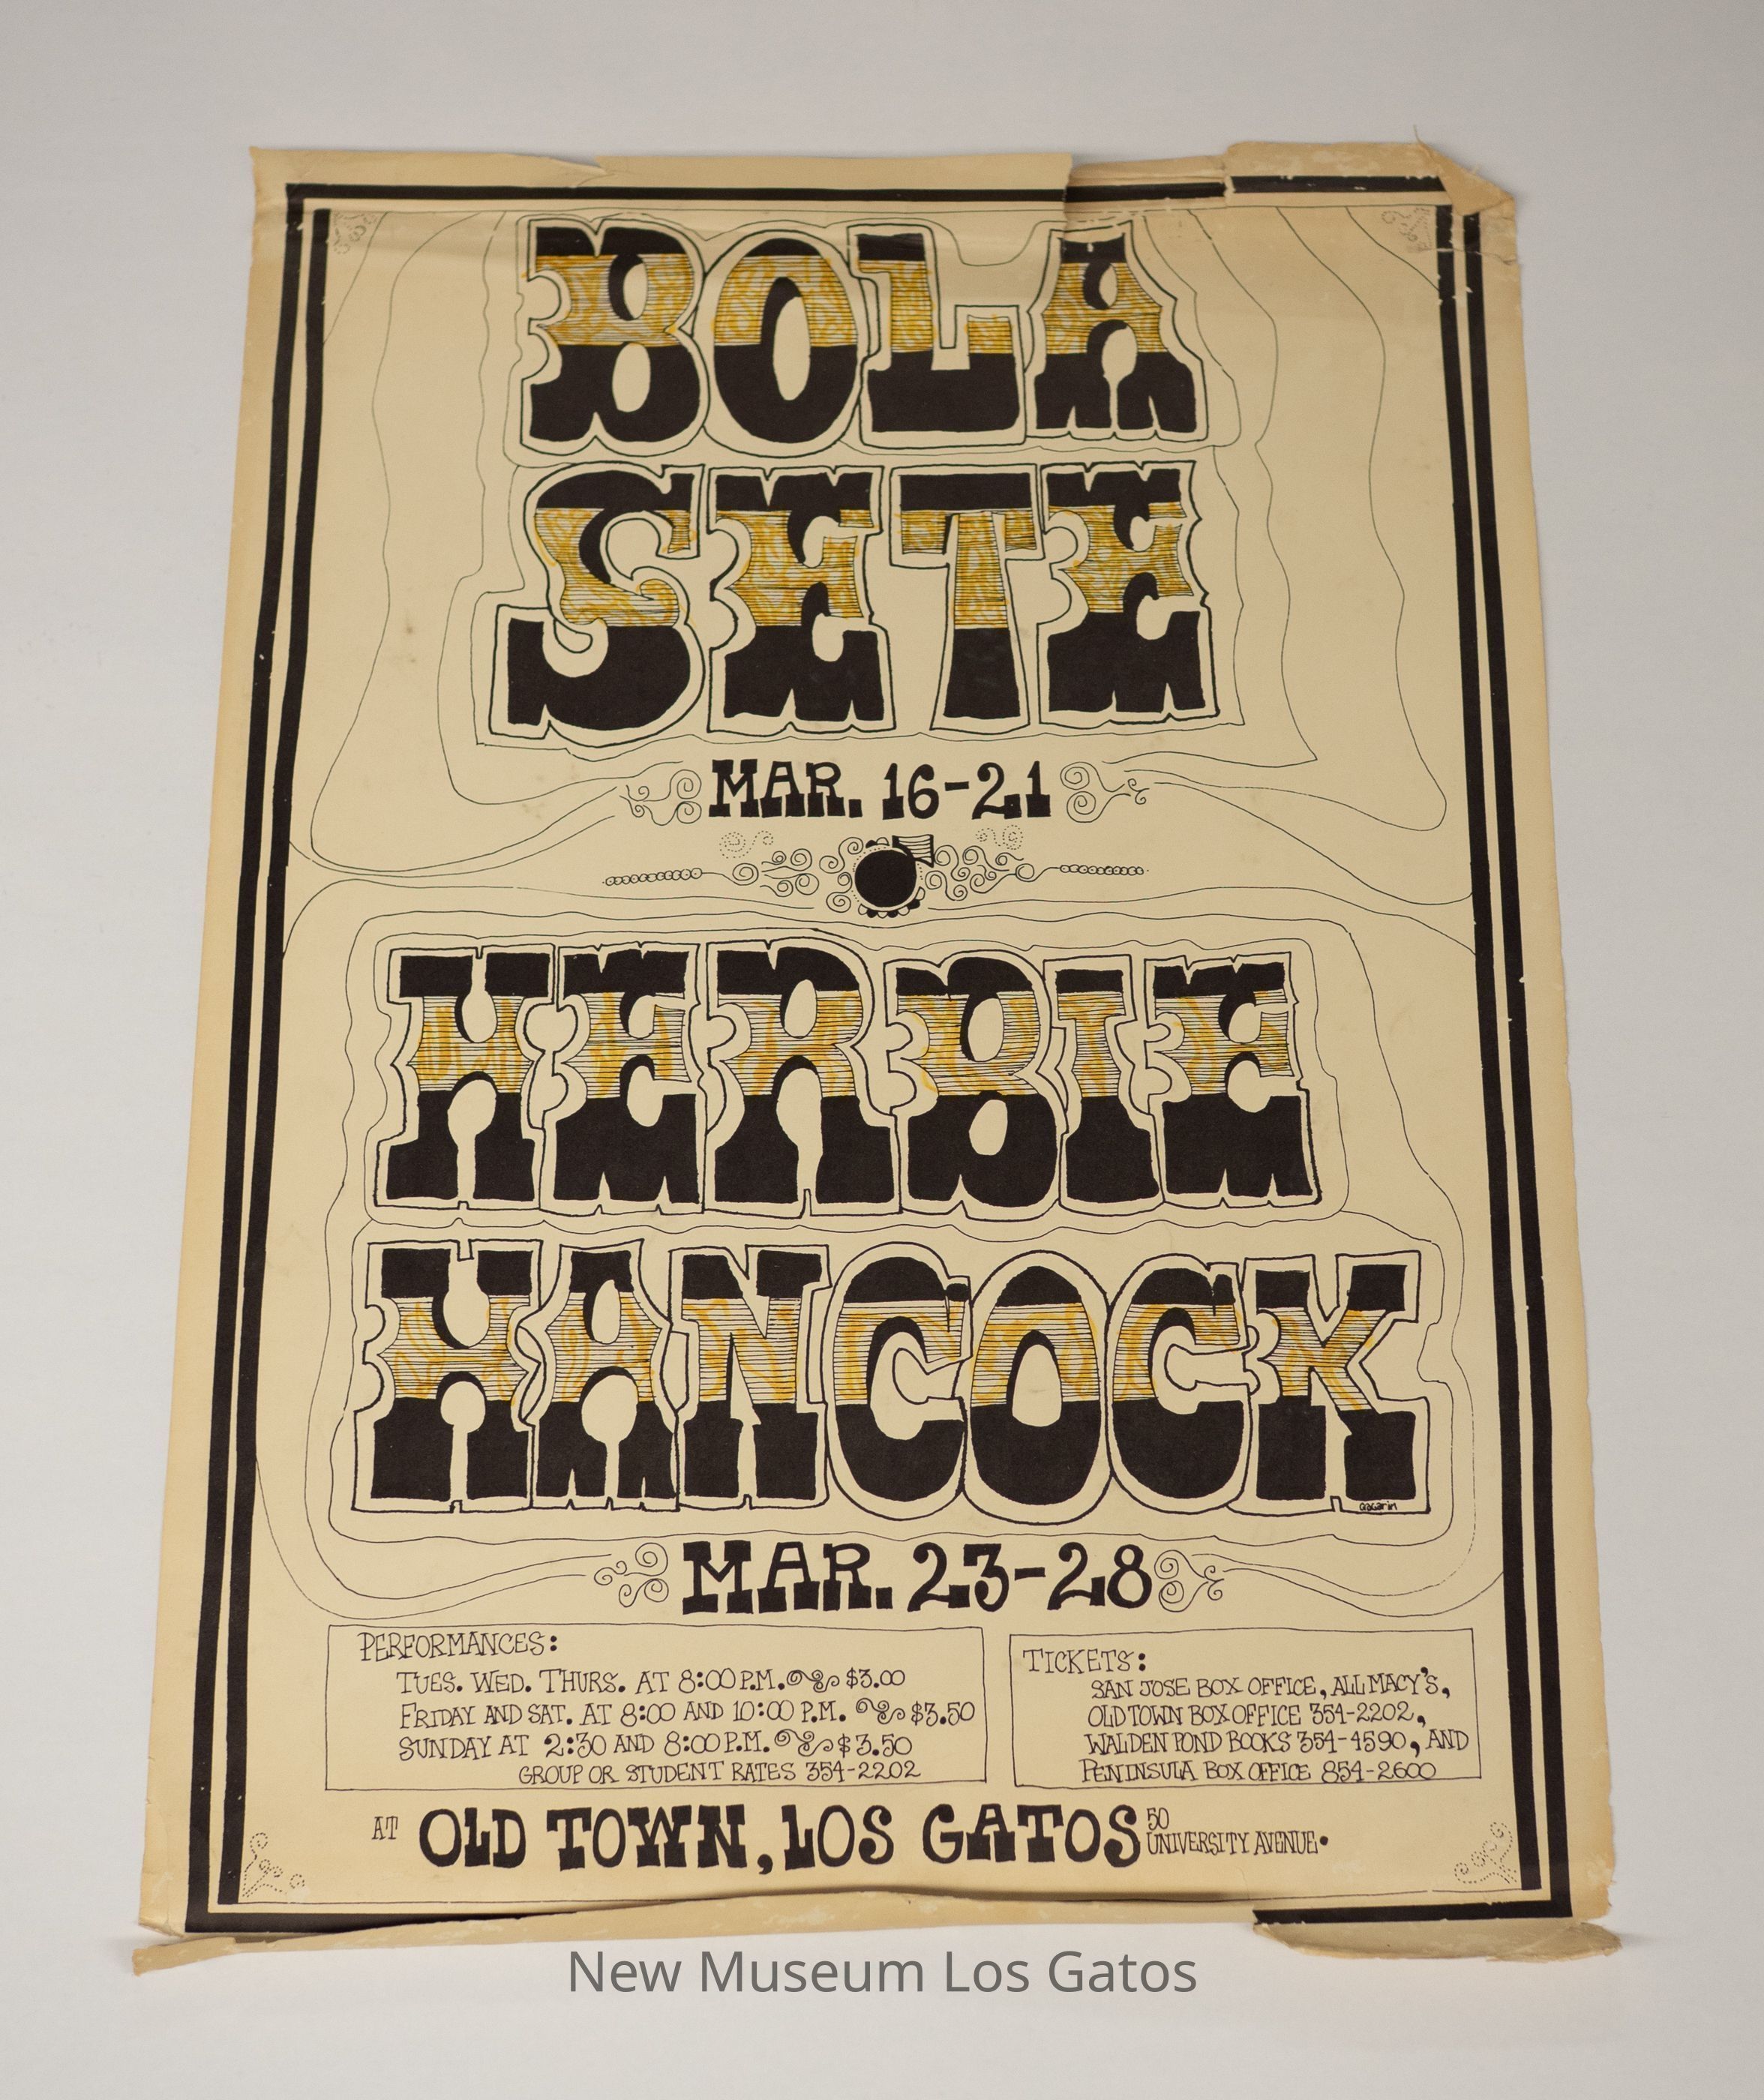 BOLA
SETE
MAR. 16-21
HERBIE
HANCOCK
Gagarin
MAR. 23-28
PERFORMANCES:
TUES. WED. THURS. AT 8:00 P.M. $3.00
FRIDAY AND SAT. AT 8:00 AND 10:00 P.M. $3.50
SUNDAY AT 2:30 AND 8:00 P.M. $3.50
GROUP OR STUDENT RATES 354-2202
TICKETS:
SAN JOSE BOX OFFICE, ALL MACY'S,
OLD TOWN BOX OFFICE 354-2202,
WALDEN POND BOOKS 354-4590, AND
PENINSULA BOX OFFICE 854-2600
AT OLD TOWN, LOS GATOS 50
UNIVERSITY AVENUE.
New Museum Los Gatos